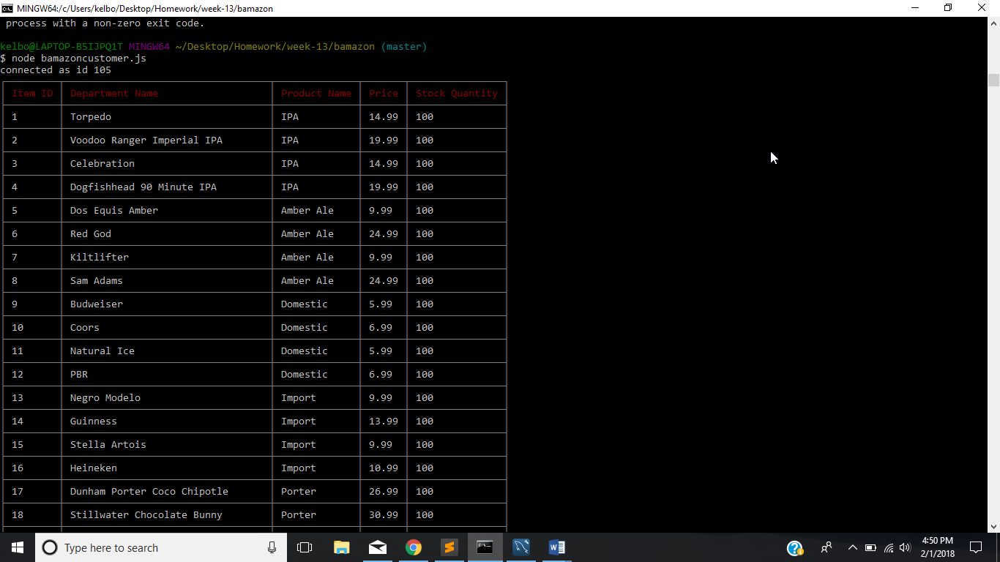 MINGW64:/c/Users/kelbo/Desktop/Homework/week-13/bamazon
process with a non-zero exit code.
kelbo@LAPTOP-B5IJPQ1T MINGW64 ~/Desktop/Homework/week-13/bamazon (master)
$ node bamazoncustomer.js
connected as id 105
Item ID Department Name Product Name Price Stock Quantity
1 Torpedo IPA 14.99 100
2 Voodoo Ranger Imperial IPA IPA 19.99 100
3 Celebration IPA 14.99 100
4 Dogfishhead 90 Minute IPA IPA 19.99 100
5 Dos Equis Amber Amber Ale 9.99 100
6 Red God Amber Ale 24.99 100
7 Kiltlifter Amber Ale 9.99 100
8 Sam Adams Amber Ale 24.99 100
9 Budweiser Domestic 5.99 100
10 Coors Domestic 6.99 100
11 Natural Ice Domestic 5.99 100
12 PBR Domestic 6.99 100
13 Negro Modelo Import 9.99 100
14 Guinness Import 13.99 100
15 Stella Artois Import 9.99 100
16 Heineken Import 10.99 100
17 Dunham Porter Coco Chipotle Porter 26.99 100
18 Stillwater Chocolate Bunny Porter 30.99 100
Type here to search
4:50 PM
2/1/2018